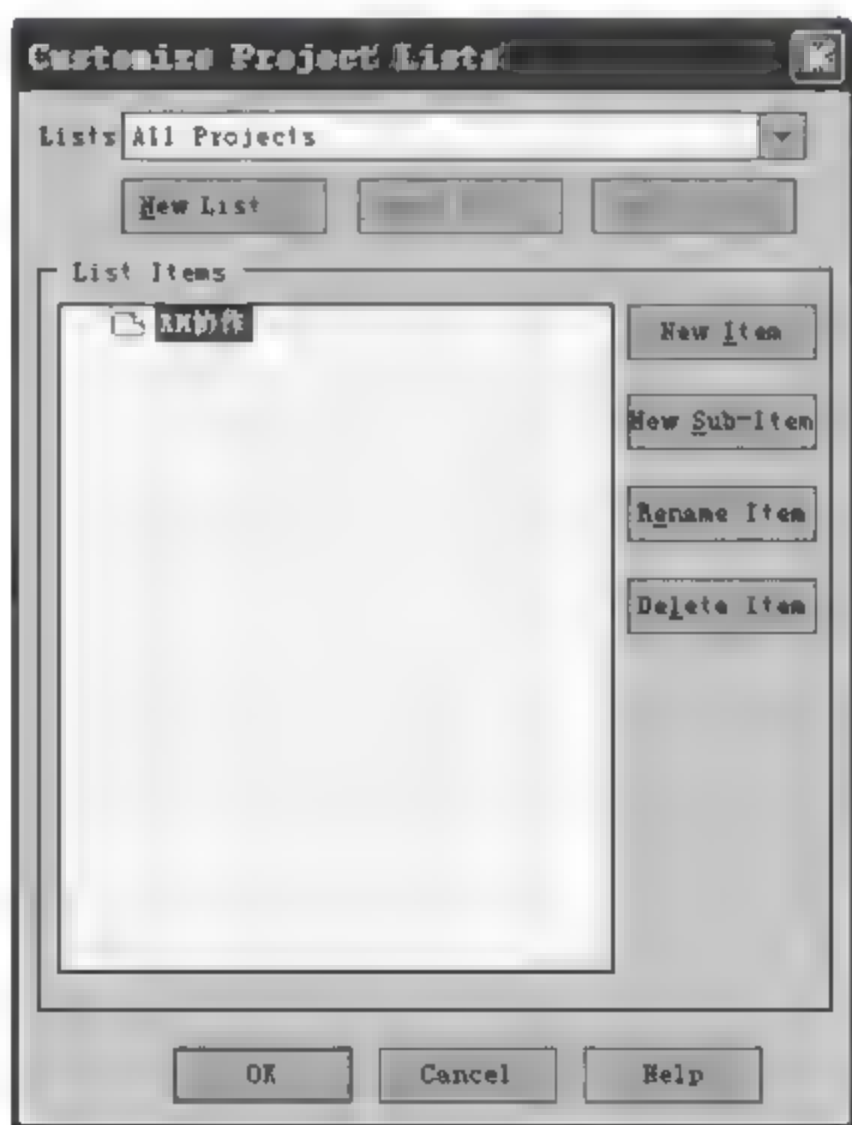 Customize Project Lists
Lists All Projects
New List
List Items
RM协作
New Item
New Sub-Item
Rename Item
Delete Item
OK Cancel Help